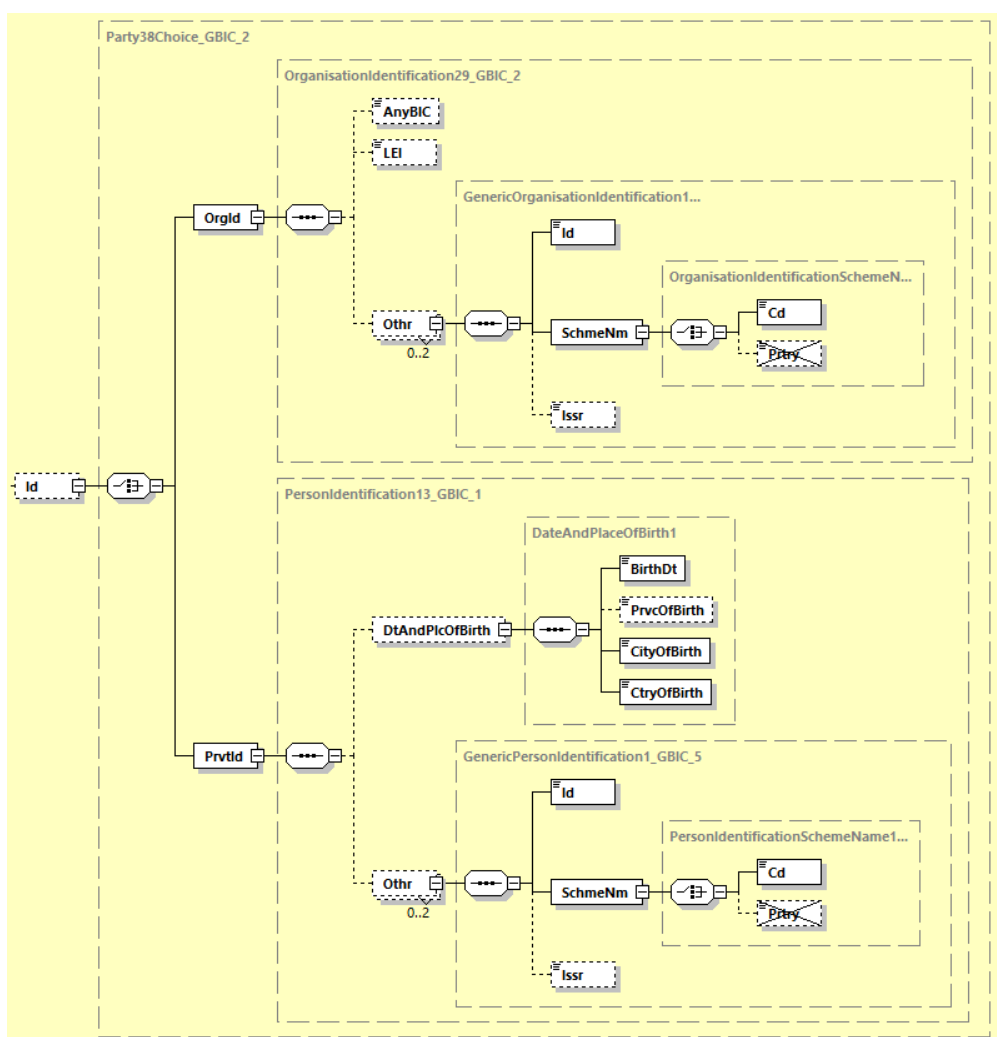 Party38Choice_GBIC_2
OrganisationIdentification29_GBIC_2
AnyBIC
LEI
GenericOrganisationIdentification1...
OrgId
Id
OrganisationIdentificationSchemeN...
Cd
Othr
SchmeNm
Prtry
0..2
Issr
Id
PersonIdentification13_GBIC_1
DateAndPlaceOfBirth1
BirthDt
PrvcOfBirth
DtAndPlcOfBirth
CityOfBirth
CtryOfBirth
PrvtId
GenericPersonIdentification1_GBIC_5
Id
PersonIdentificationSchemeName1...
Cd
Othr
SchmeNm
Prtry
0..2
Issr